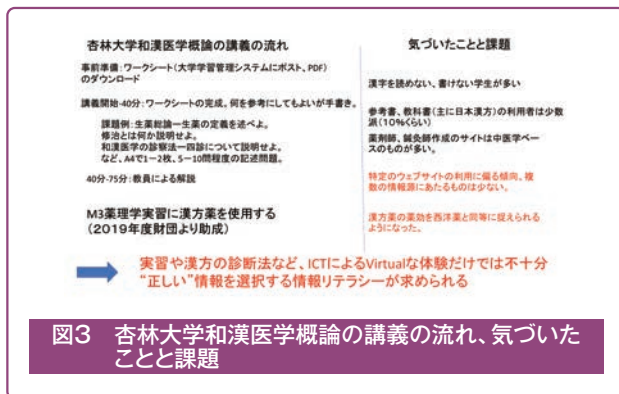 杏林大学和漢医学概論の講義の流れ
事前準備：ワークシート（大学学習管理システムにポスト、PDF）
のダウンロード
講義開始-40分：ワークシートの完成。何を参考にしてもよいが手書き。
課題例：生薬総論ー生薬の定義を述べよ。
修治とは何か説明せよ。
和漢医学の診察法ー四診について説明せよ。
など、A4で1－2枚、5－10問程度の記述問題。
40分-75分：教員による解説
M3薬理学実習に漢方薬を使用する
（2019年度財団より助成）
気づいたことと課題
漢字を読めない、書けない学生が多い
参考書、教科書（主に日本漢方）の利用者は少数
派（10%くらい）
薬剤師、鍼灸師作成のサイトは中医学ベー
スのものが多い。
特定のウェブサイトの利用に偏る傾向、複
数の情報源にあたるものは少ない。
漢方薬の薬効を西洋薬と同等に捉えられる
ようになった。
実習や漢方の診断法など、ICTによるVirtualな体験だけでは不十分
“正しい”情報を選択する情報リテラシーが求められる
図3 杏林大学和漢医学概論の講義の流れ、気づいた
ことと課題